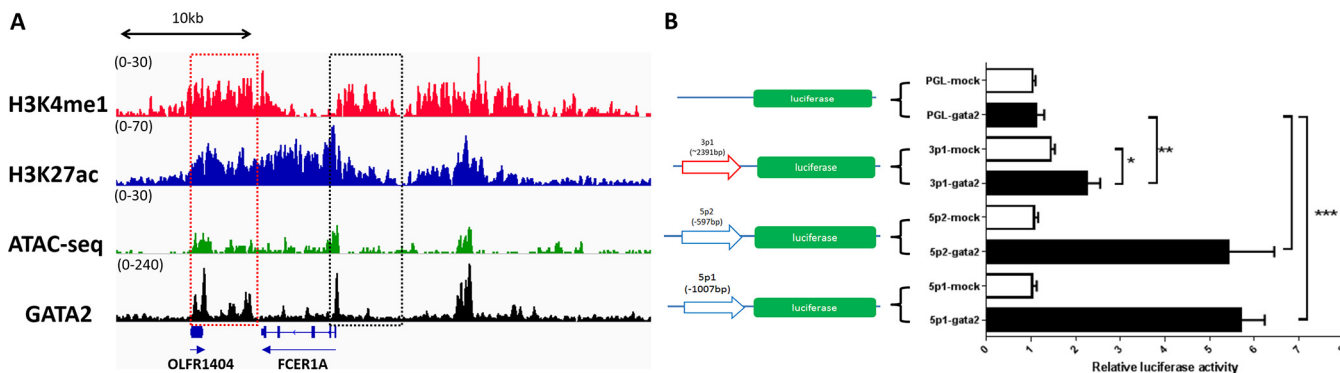 A
10kb
(0-30)
H3K4me1
(0-70)
H3K27ac
(0-30)
ATAC-seq
(0-240)
GATA2
OLFR1404
FCER1A
B
luciferase
3p1
(~2391bp)
luciferase
5p2
(-597bp)
luciferase
5p1
(-1007bp)
luciferase
PGL-mock
PGL-gata2
3p1-mock
3p1-gata2
5p2-mock
5p2-gata2
5p1-mock
5p1-gata2
*
**
***
0 1 2 3 4 5 6 7
Relative luciferase activity